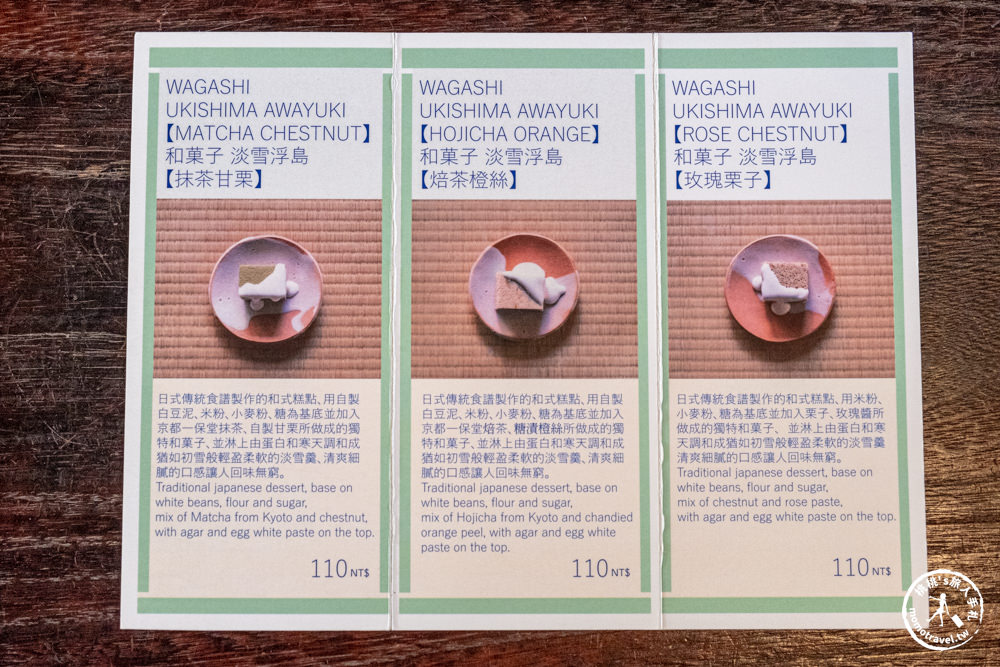 WAGASHI
UKISHIMA AWAYUKI
【MATCHA CHESTNUT】
和菓子 淡雪浮島
【抹茶甘栗】
日式傳統食譜製作的和式糕點、用自製
白豆泥、米粉、小麥粉、糖為基底並加入
京都一保堂抹茶、自製甘栗所做成的獨
特和菓子、並淋上由蛋白和寒天調和成
猶如初雪般輕盈柔軟的淡雪羹、清爽細
膩的口感讓人回味無窮。
Traditional japanese dessert, base on
white beans, flour and sugar,
mix of Matcha from Kyoto and chestnut,
with agar and egg white paste on the top.
110 NT$
WAGASHI
UKISHIMA AWAYUKI
【HOJICHA ORANGE】
和菓子 淡雪浮島
【焙茶橙絲】
日式傳統食譜製作的和式糕點、用自製
白豆泥、米粉、小麥粉、糖為基底並加入
京都一保堂焙茶、糖漬橙絲所做成的獨
特和菓子、並淋上由蛋白和寒天調和成
猶如初雪般輕盈柔軟的淡雪羹、清爽細
膩的口感讓人回味無窮。
Traditional japanese dessert, base on
white beans, flour and sugar,
mix of Hojicha from Kyoto and chandied
orange peel, with agar and egg white
paste on the top.
110 NT$
WAGASHI
UKISHIMA AWAYUKI
【ROSE CHESTNUT】
和菓子 淡雪浮島
【玫瑰栗子】
日式傳統食譜製作的和式糕點、用米粉、
小麥粉、糖為基底並加入栗子、玫瑰醬所
做成的獨特和菓子、並淋上由蛋白和寒
天調和成猶如初雪般輕盈柔軟的淡雪羹
清爽細膩的口感讓人回味無窮。
Traditional japanese dessert, base on
white beans, flour and sugar,
mix of chestnut and rose paste,
with agar and egg white paste on the top.
110 NT$
橘桃's旅人手札
momotravel.tw